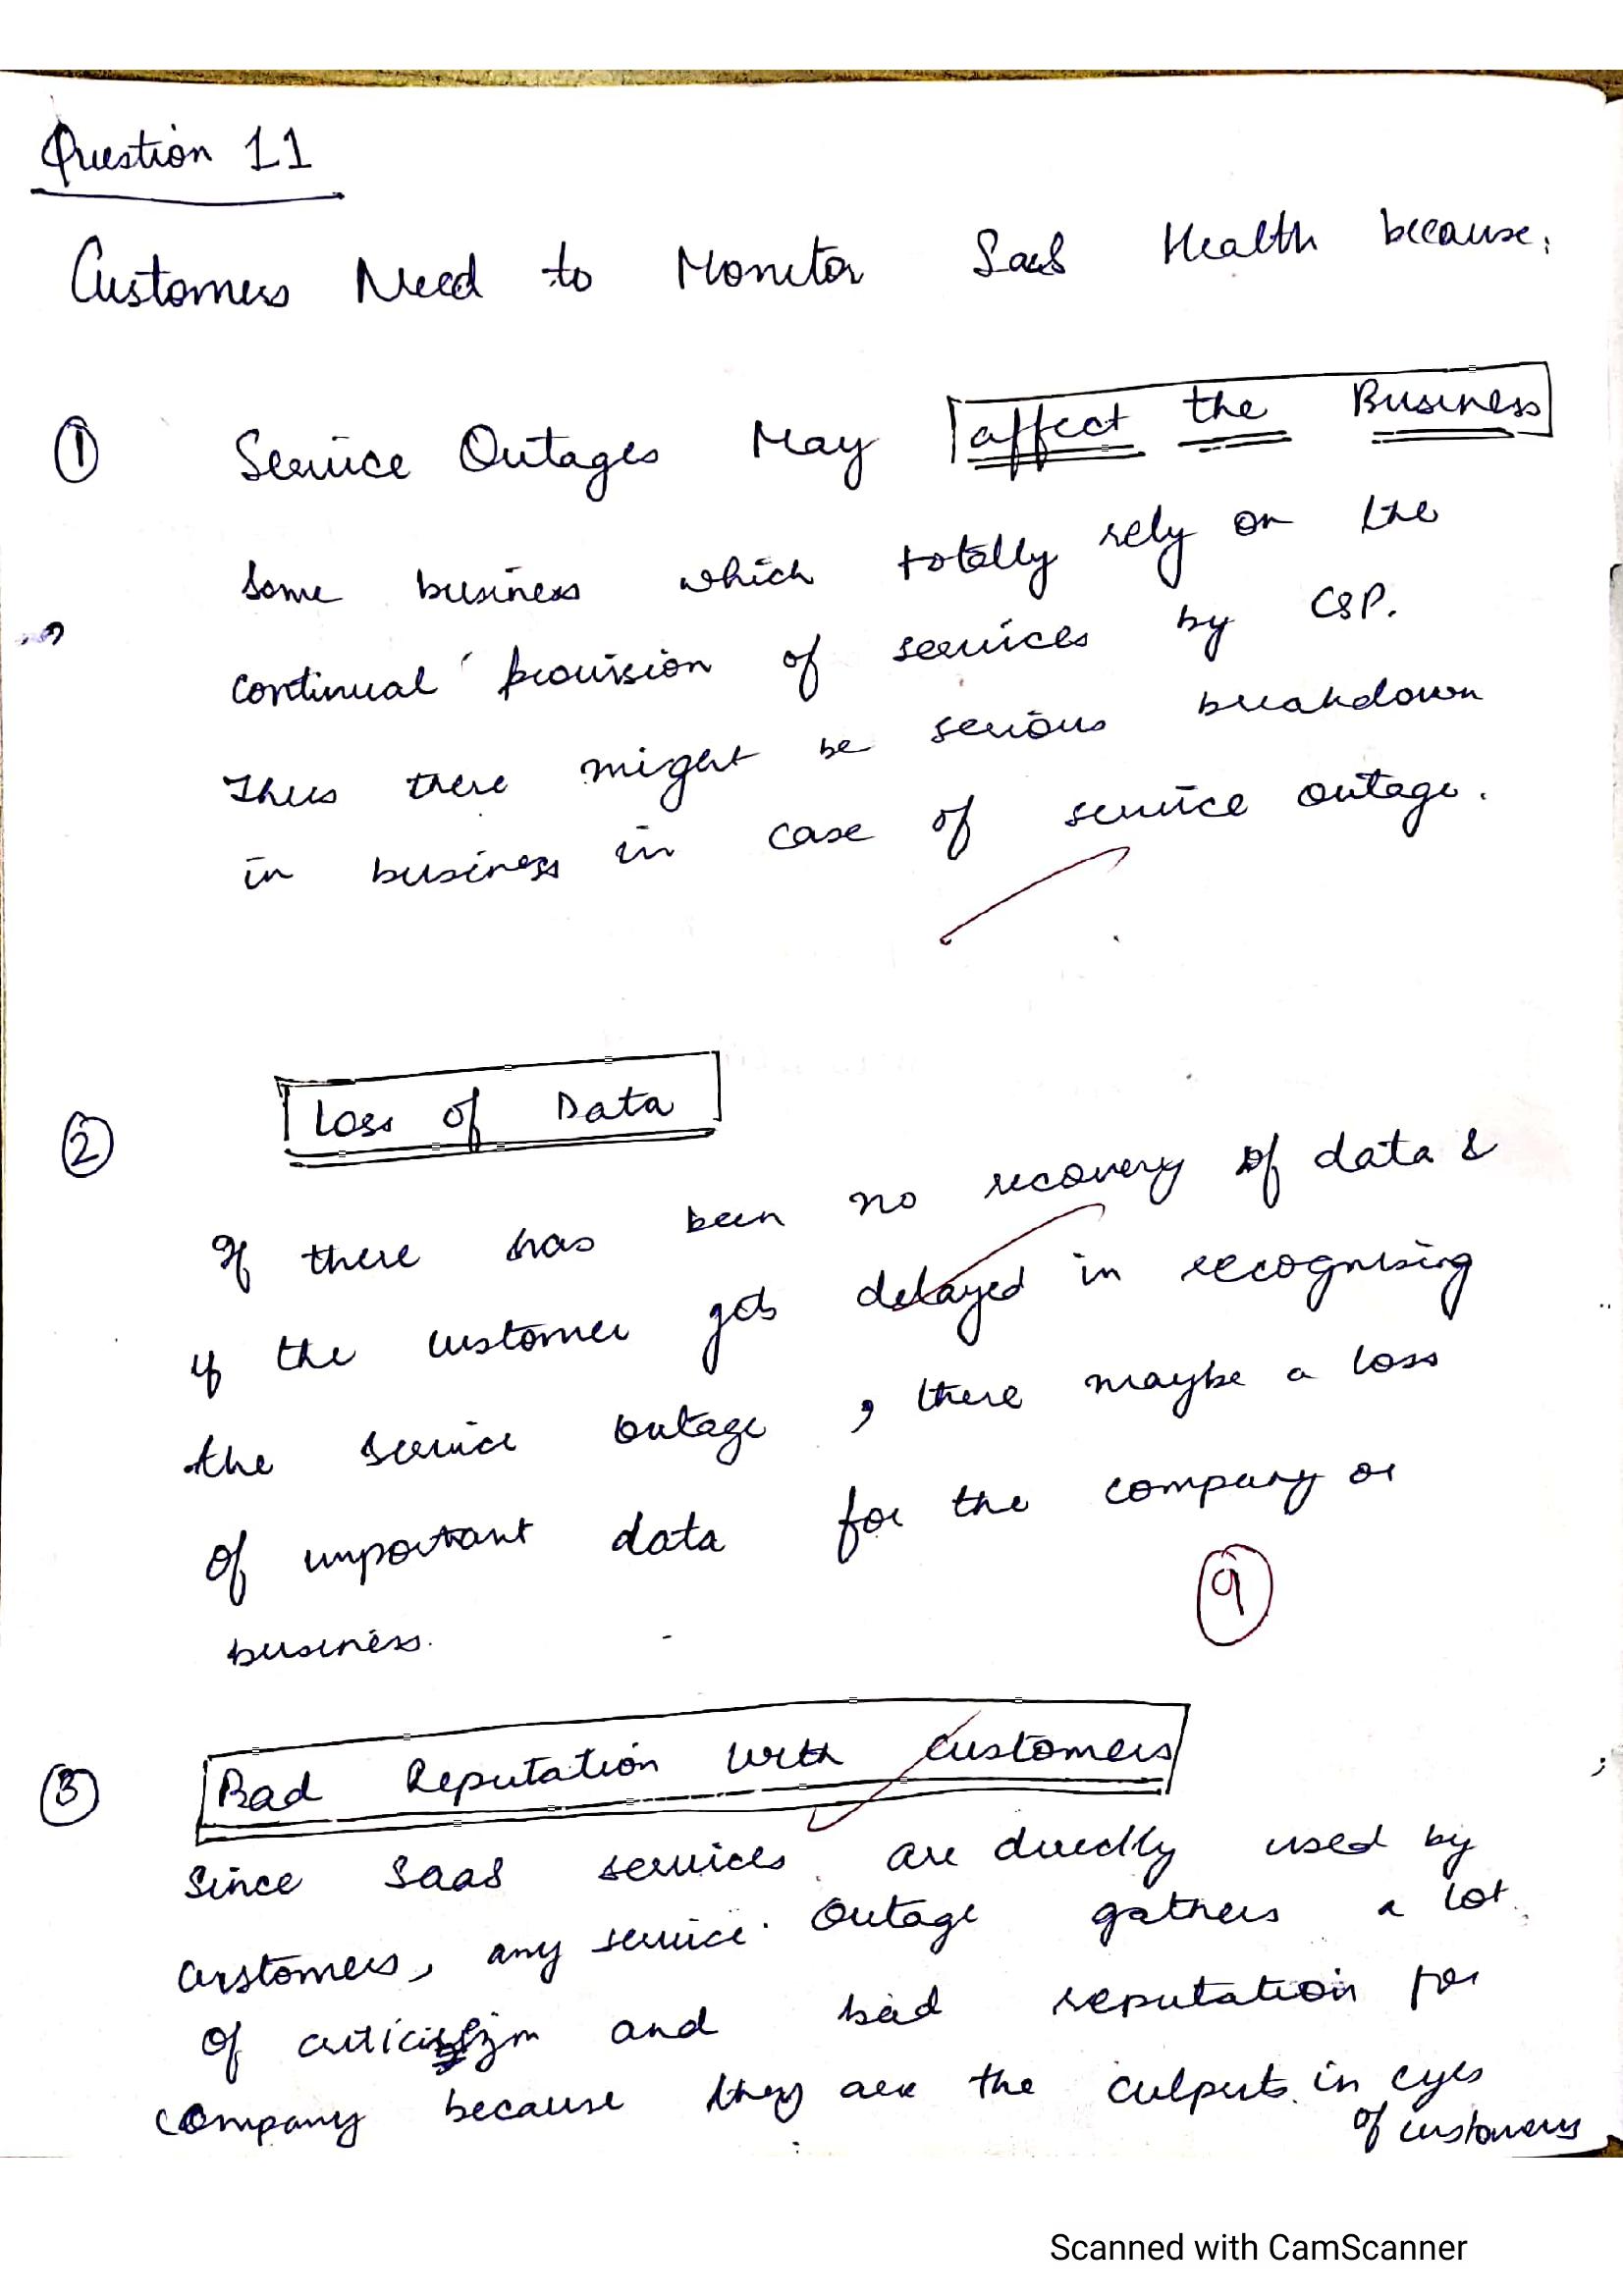 Question 11
Customers Need to Monitor SaaS Health because:
① Service Outages May affect the Business
Some business which totally rely on the
continual provision of services by CSP.
Thus there might be serious breakdown
in business in case of service outage.
② Loss of Data
If there has been no recovery of data &
if the customer gets delayed in recognising
the service outage, there maybe a loss
of important data for the company or
business.
9
③ Bad Reputation with customers
Since SaaS services are directly used by
customers, any service outage gathers a lot
of criticizm and bad reputation for
company because they are the culprits in eyes
of customers
Scanned with CamScanner